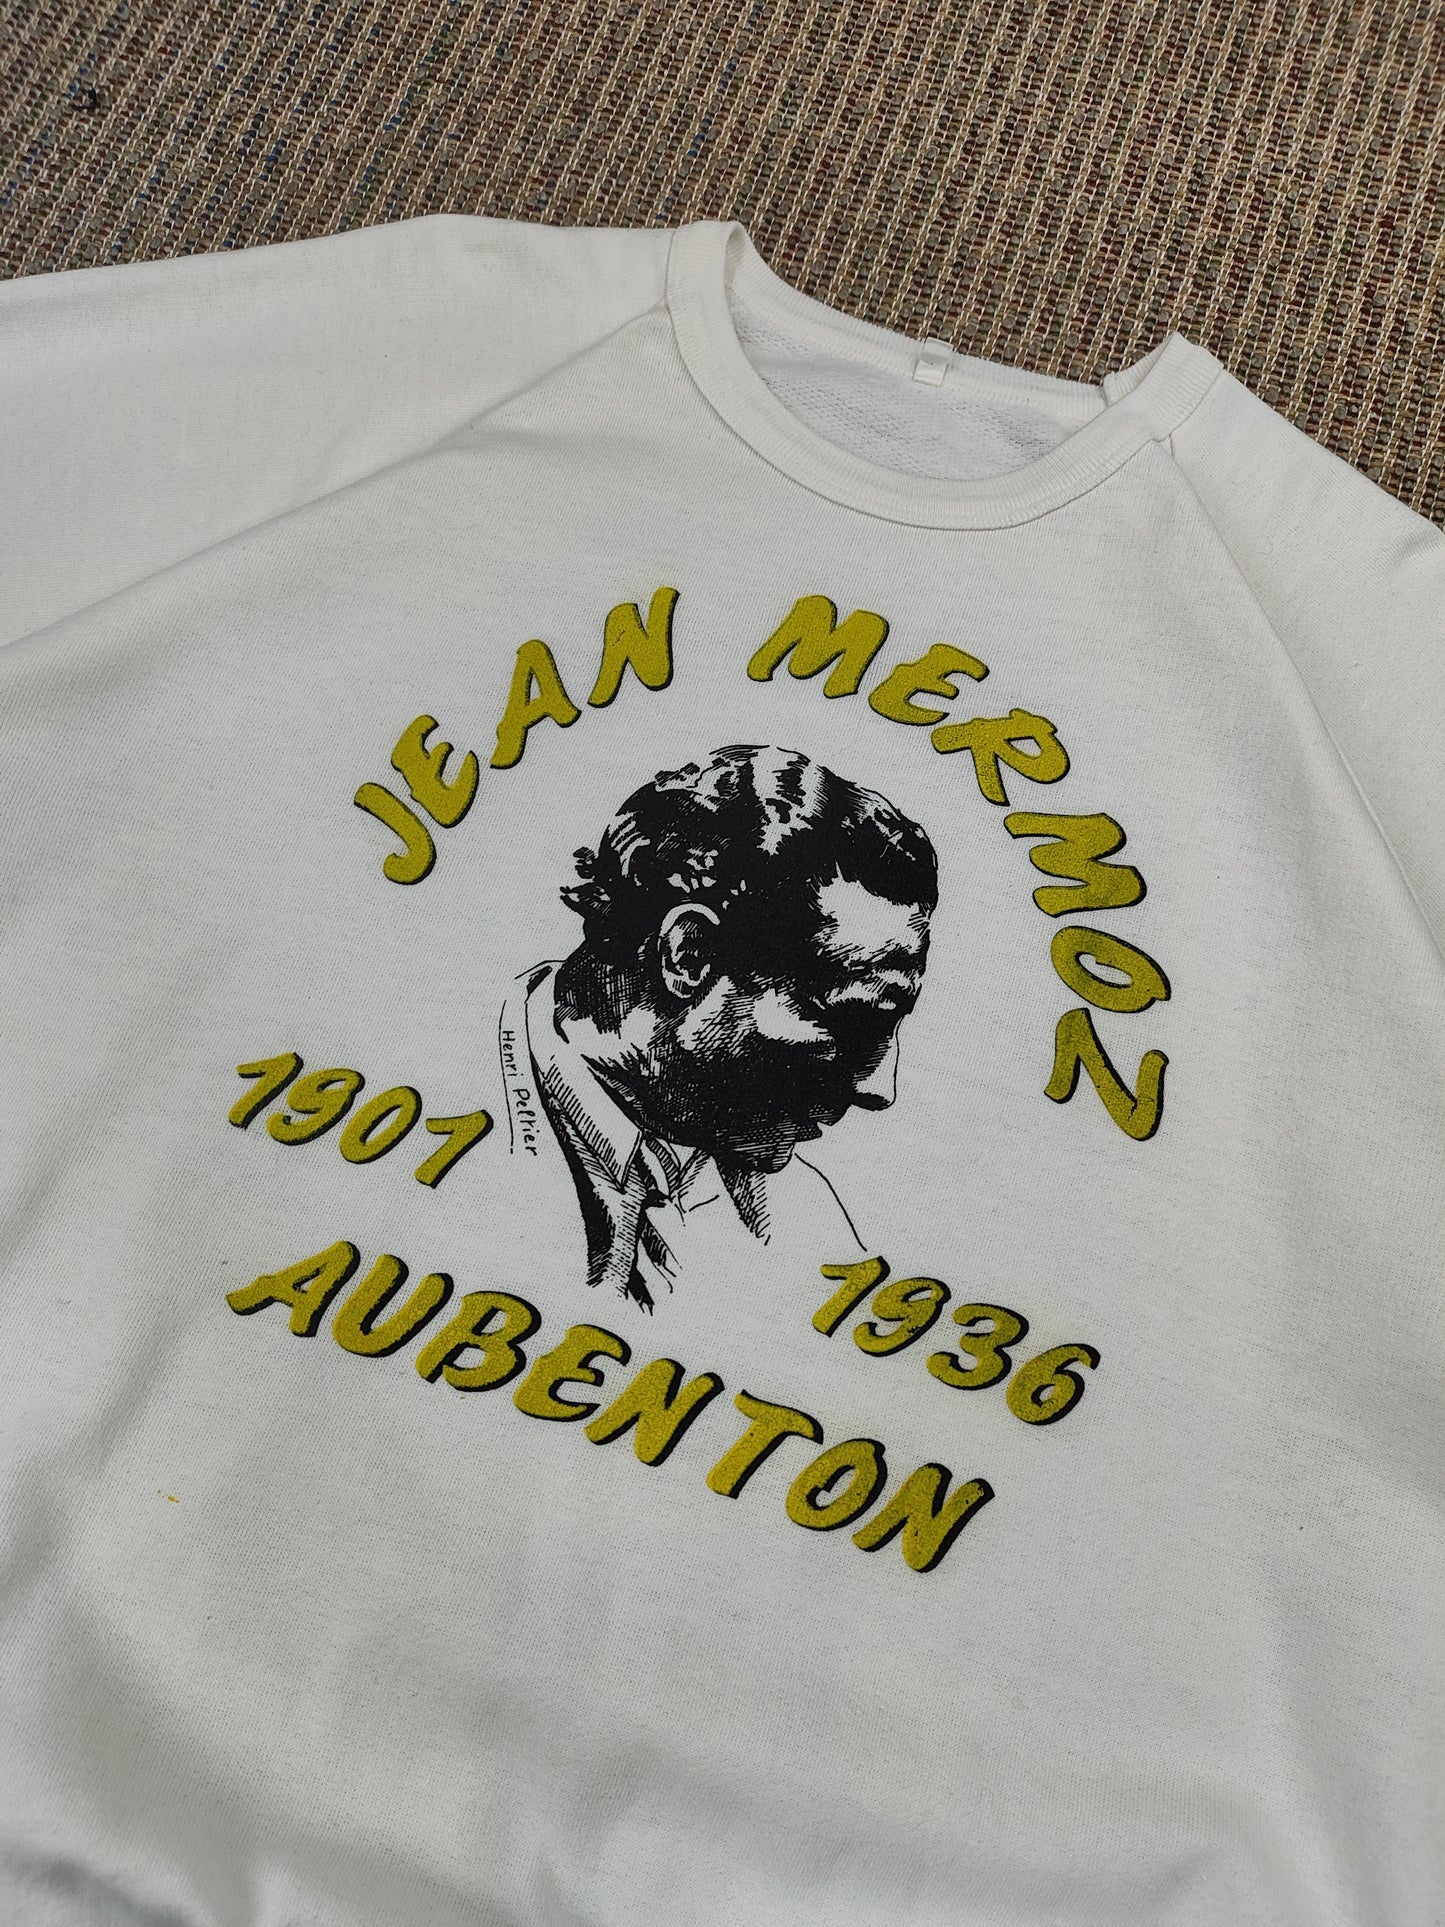 JEAN MERMOZ
Henri Peltier
1901
1936
AUBENTON